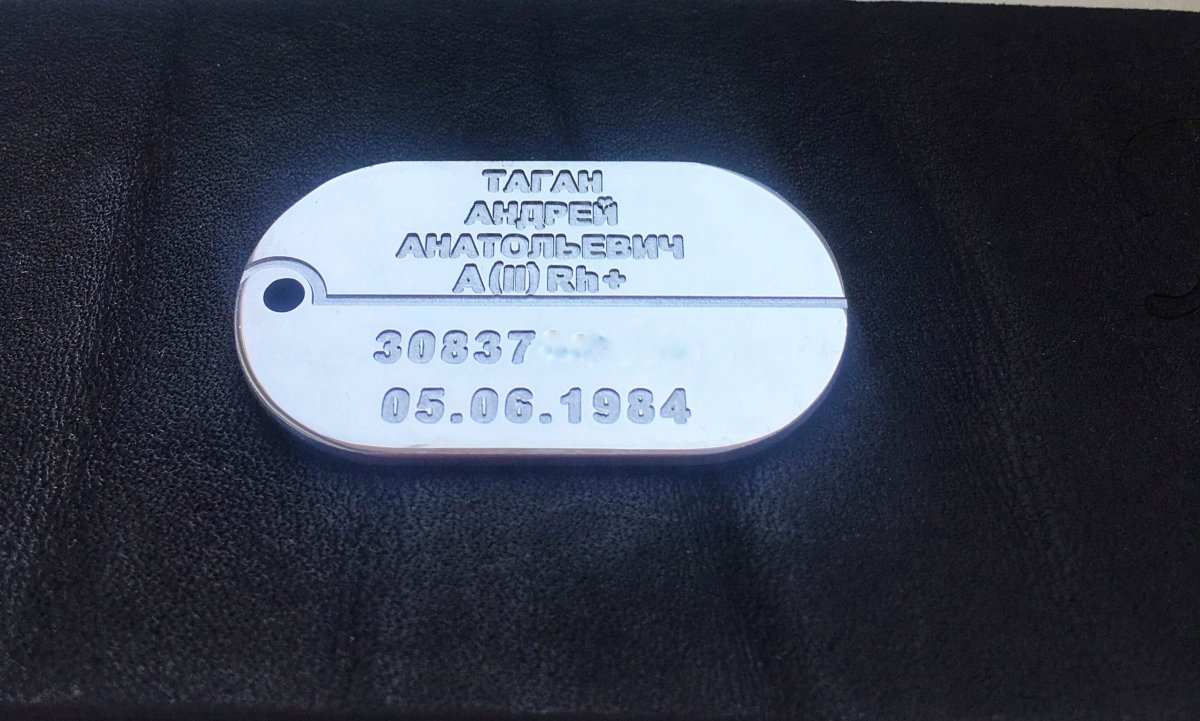 ТАГАН
АНДРЕЙ
АНАТОЛЬЕВИЧ
A (II) Rh+
30837
05.06.1984